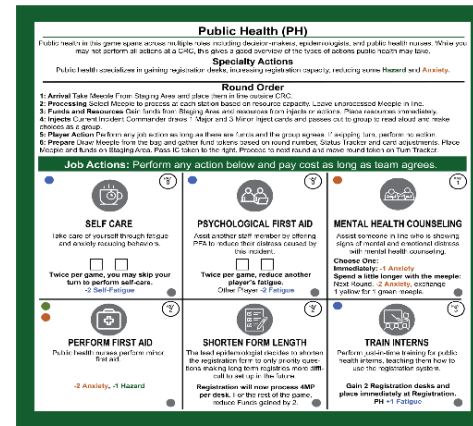 Public Health (PH)
Public health in this game spans across multiple roles including decision-makers, epidemiologists, and public health nurses. While you
may not perform all actions at a CRC, this gives a good overview of the types of actions public health may take.
Specialty Actions
Public health specializes in gaining registration desks, increasing registration capacity, reducing some Hazard and Anxiety.
Round Order
1: Arrival Take Meeple From Staging Area and place them in line outside CRC.
2: Processing Select Meeple to process at each station based on resource capacity. Leave unprocessed Meeple in line.
3: Funds and Resources Gain funds from Staging Area and resources from injects or actions. Place resources immediately.
4: Injects Current Incident Commander draws 1 Major and 3 Minor Inject cards and passes out to group to read aloud and make
choices as a group.
5: Player Action Perform any job action as long as there are funds and the group agrees. If skipping turn, perform no action.
6: Prepare Draw Meeple from the bag and gather fund tokens based on round number, Status Tracker and card adjustments. Place
Meeple and funds on Staging Area. Pass IC token to the right. Proceed to next round and move round token on Turn Tracker.
Job Actions: Perform any action below and pay cost as long as team agrees.
SELF CARE
Take care of yourself through fatigue
and anxiety reducing behaviors.
Twice per game, you may skip your
turn to perform self-care.
-2 Self-Fatigue
PSYCHOLOGICAL FIRST AID
Assit another staff member by offering
PFA to reduce their distress caused by
this incident.
Twice per game, reduce another
player's fatigue.
Other Player -2 Fatigue
MENTAL HEALTH COUNSELING
Assist someone in line who is showing
signs of mental and emotional distress
with mental health counseling.
Choose One:
Immediately: -1 Anxiety
Spend a little longer with the meeple:
Next Round, -2 Anxiety, exchange
1 yellow for 1 green meeple.
PERFORM FIRST AID
Public health nurses perform minor
first aid.
-2 Anxiety, -1 Hazard
SHORTEN FORM LENGTH
The lead epidemiologist decides to shorten
the registration form to only priority ques-
tions making long term registries more diffi-
cult to set up in the future.
Registration will now process 4MP
per desk. For the rest of the game,
reduce Funds gained by 2.
TRAIN INTERNS
Perform just-in-time training for public
health interns, teaching them how to
use the registration system.
Gain 2 Registration desks and
place immediately at Registration.
PH +1 Fatigue